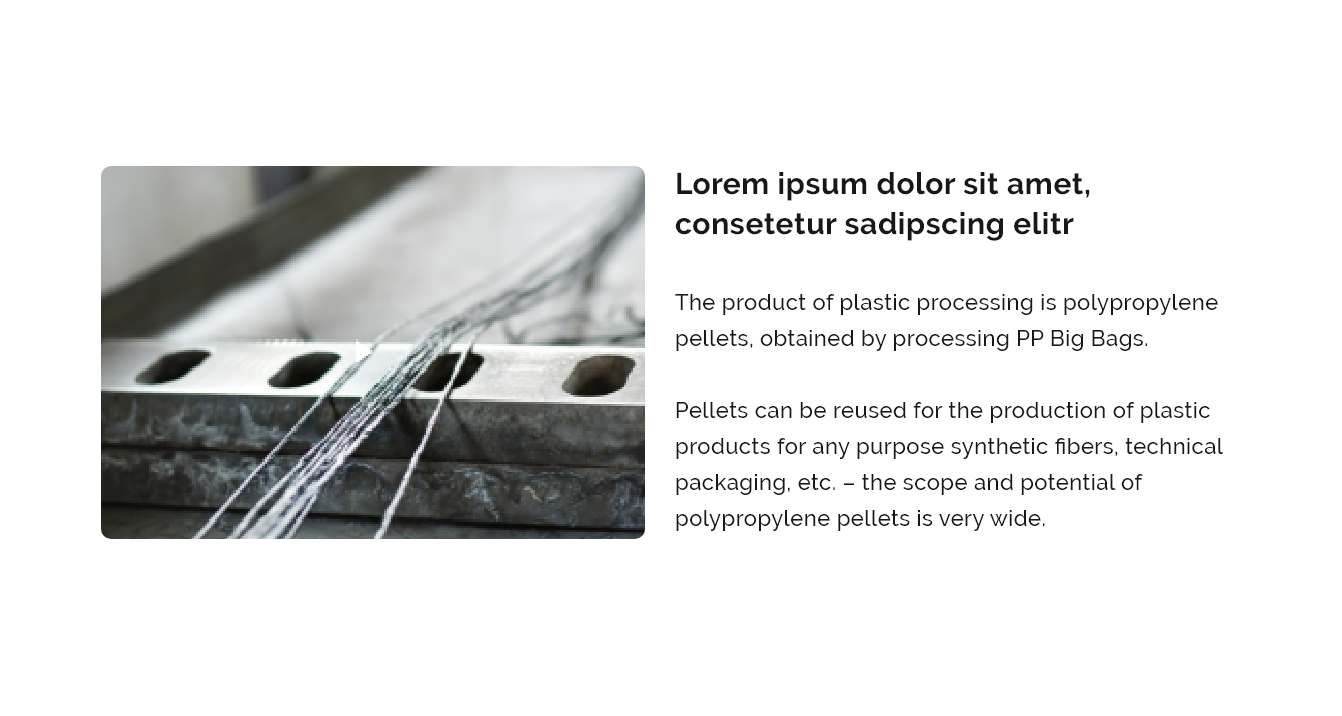 Lorem ipsum dolor sit amet,
consetetur sadipscing elitr
The product of plastic processing is polypropylene
pellets, obtained by processing PP Big Bags.
Pellets can be reused for the production of plastic
products for any purpose synthetic fibers, technical
packaging, etc. – the scope and potential of
polypropylene pellets is very wide.